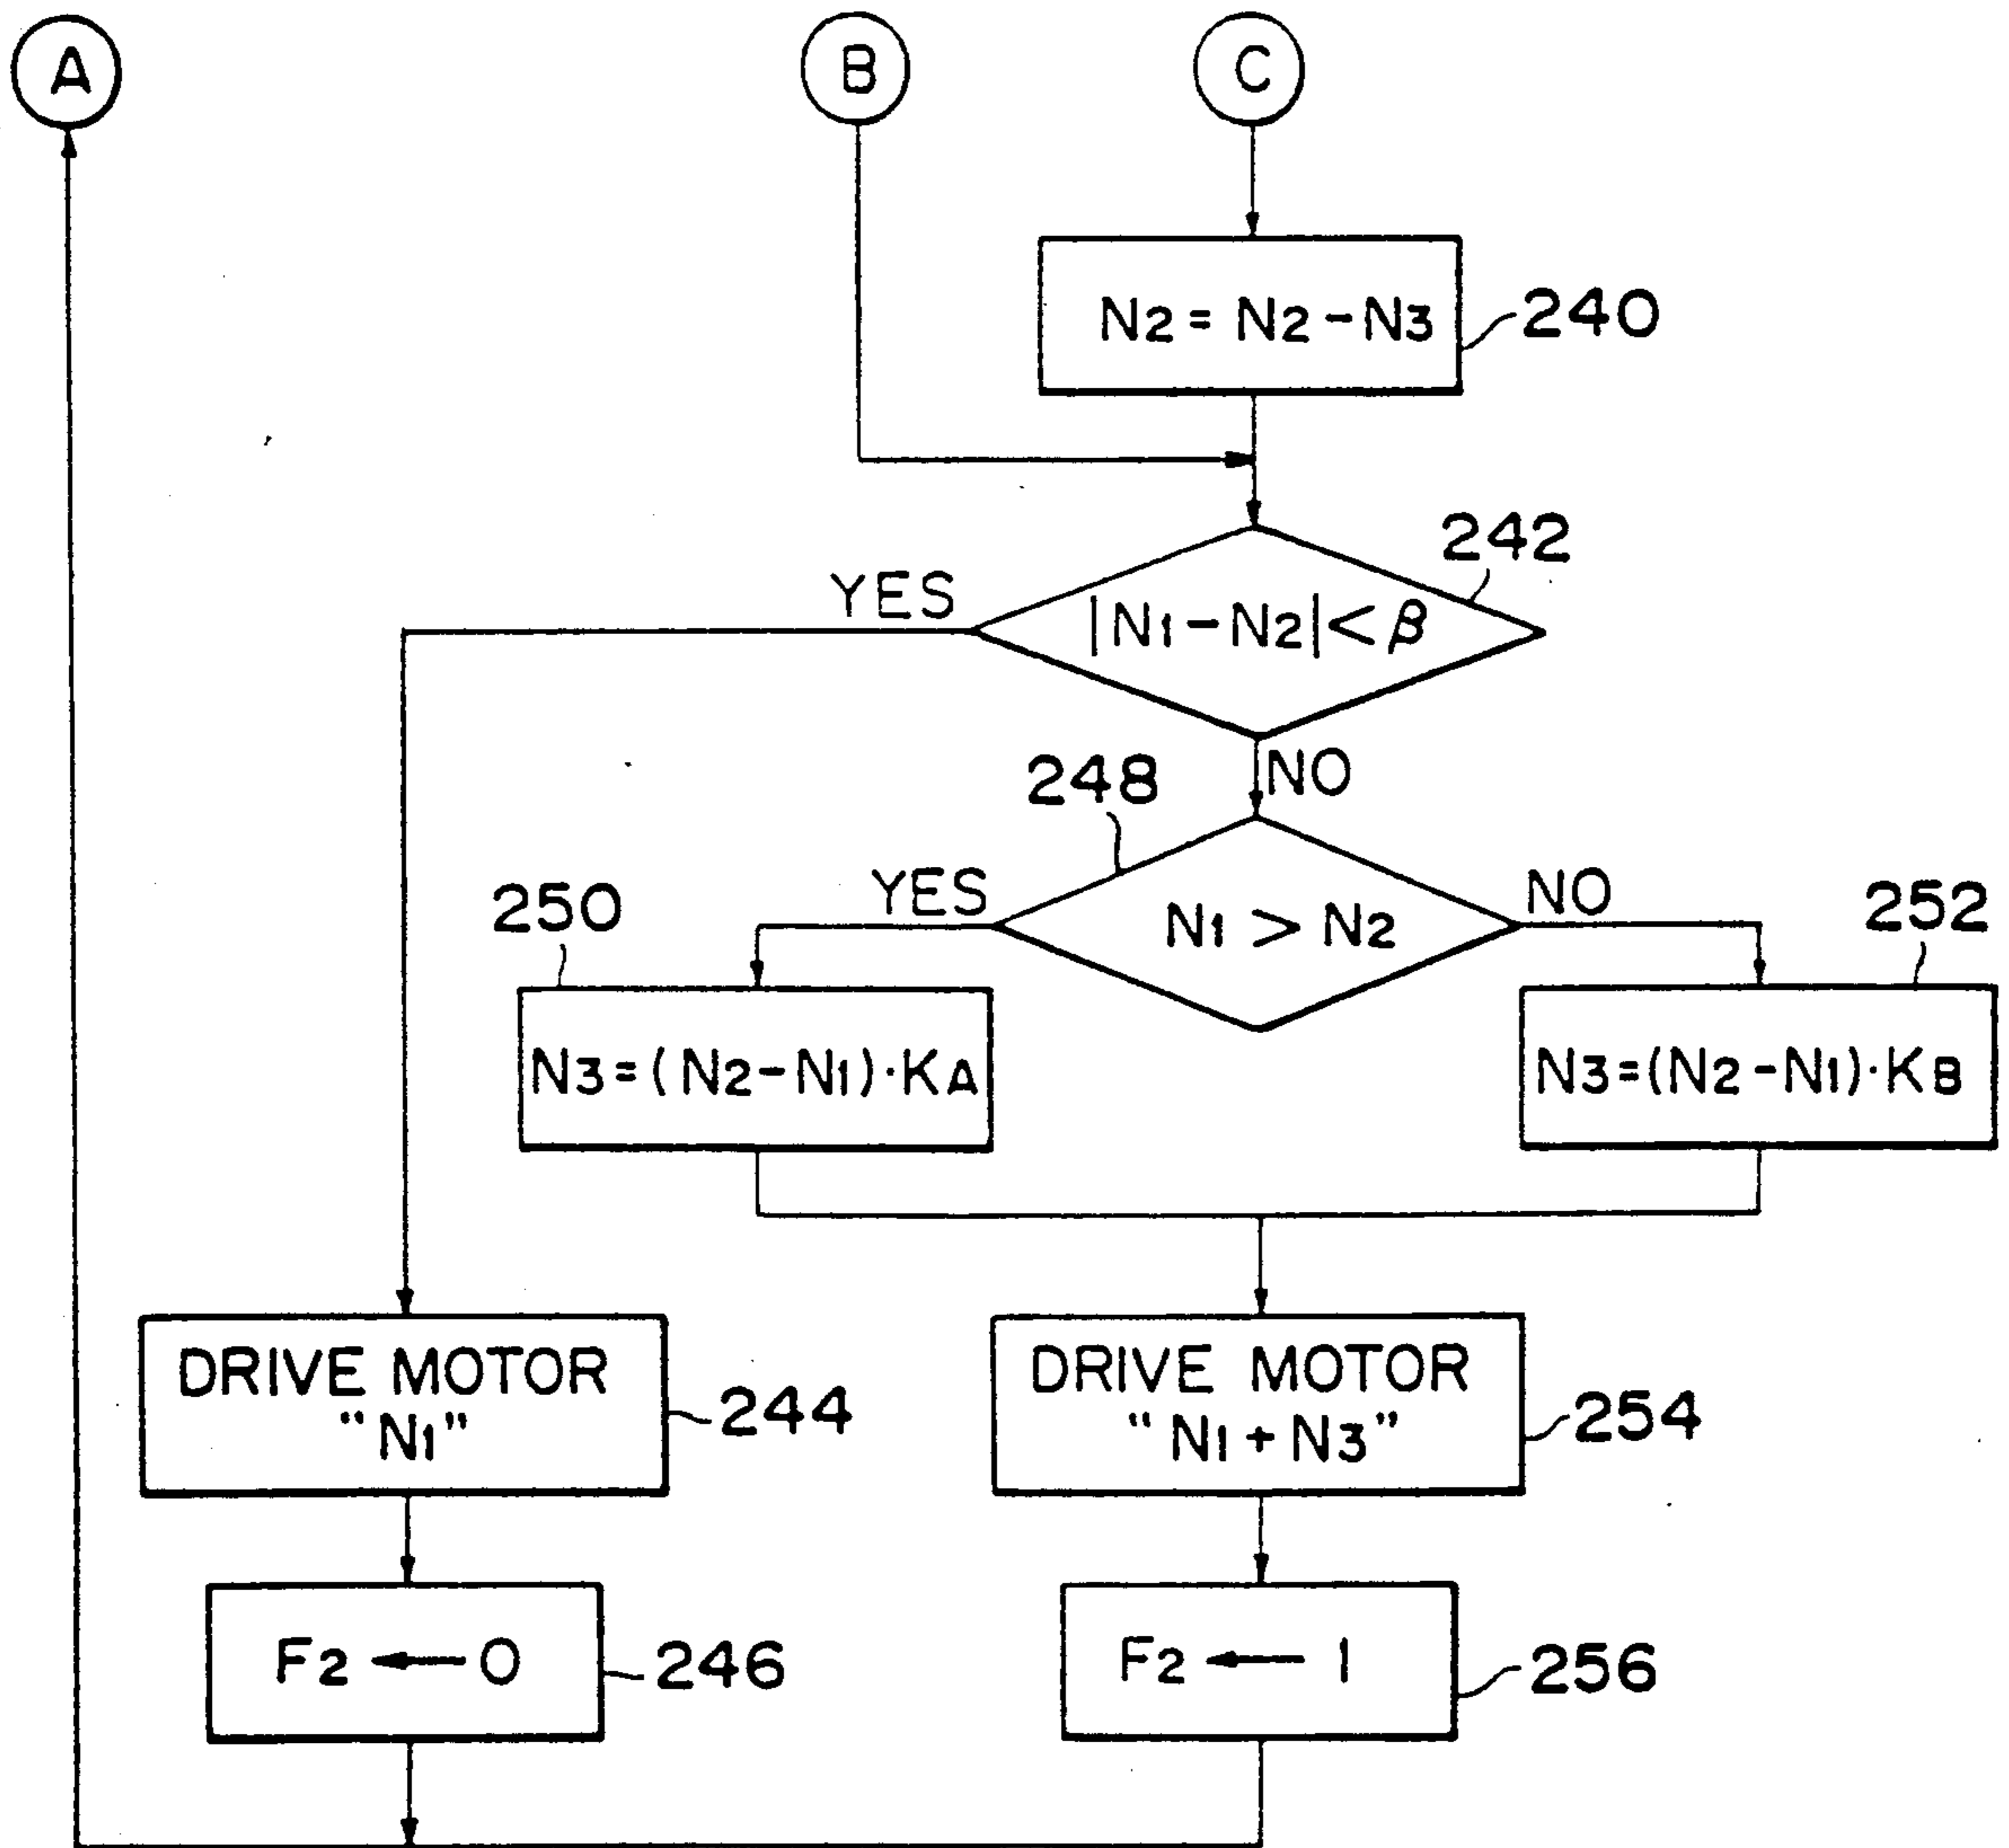 A
B
C
N2 = N2 - N3
240
242
YES
|N1 - N2| < β
NO
248
YES
NO
250
N1 > N2
252
N3 = (N2 - N1) · KA
N3 = (N2 - N1) · KB
DRIVE MOTOR
"N1"
244
DRIVE MOTOR
"N1 + N3"
254
F2 ← 0
246
F2 ← 1
256